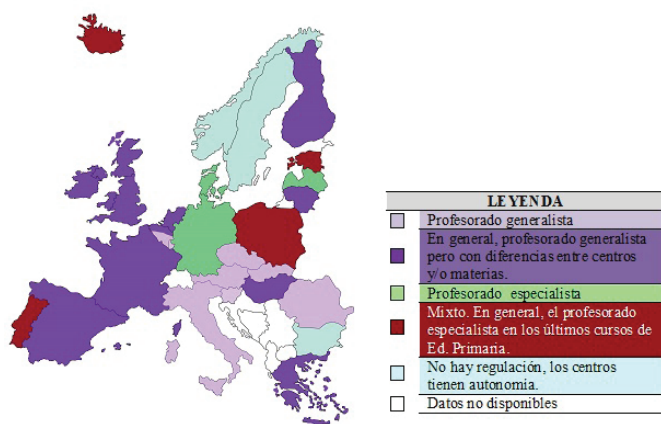 LEYENDA
Profesorado generalista
En general, profesorado generalista
pero con diferencias entre centros
y/o materias.
Profesorado especialista
Mixto. En general, el profesorado
especialista en los últimos cursos de
Ed. Primaria.
No hay regulación, los centros
tienen autonomía.
Datos no disponibles